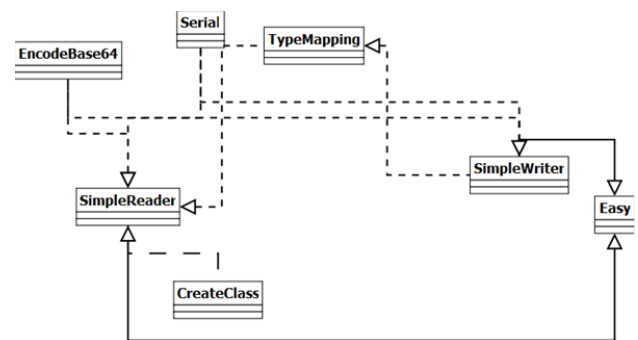 Serial
EncodeBase64
TypeMapping
SimpleWriter
SimpleReader
Easy
CreateClass